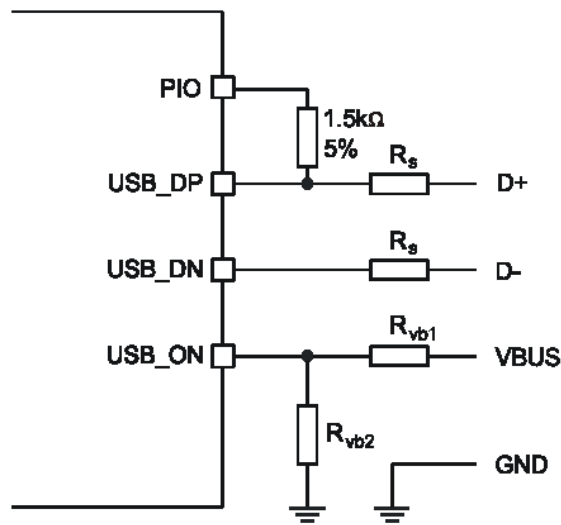 PIO
1.5kΩ
5%
Rs
USB_DP
D+
Rs
USB_DN
D-
Rvb1
USB_ON
VBUS
Rvb2
GND